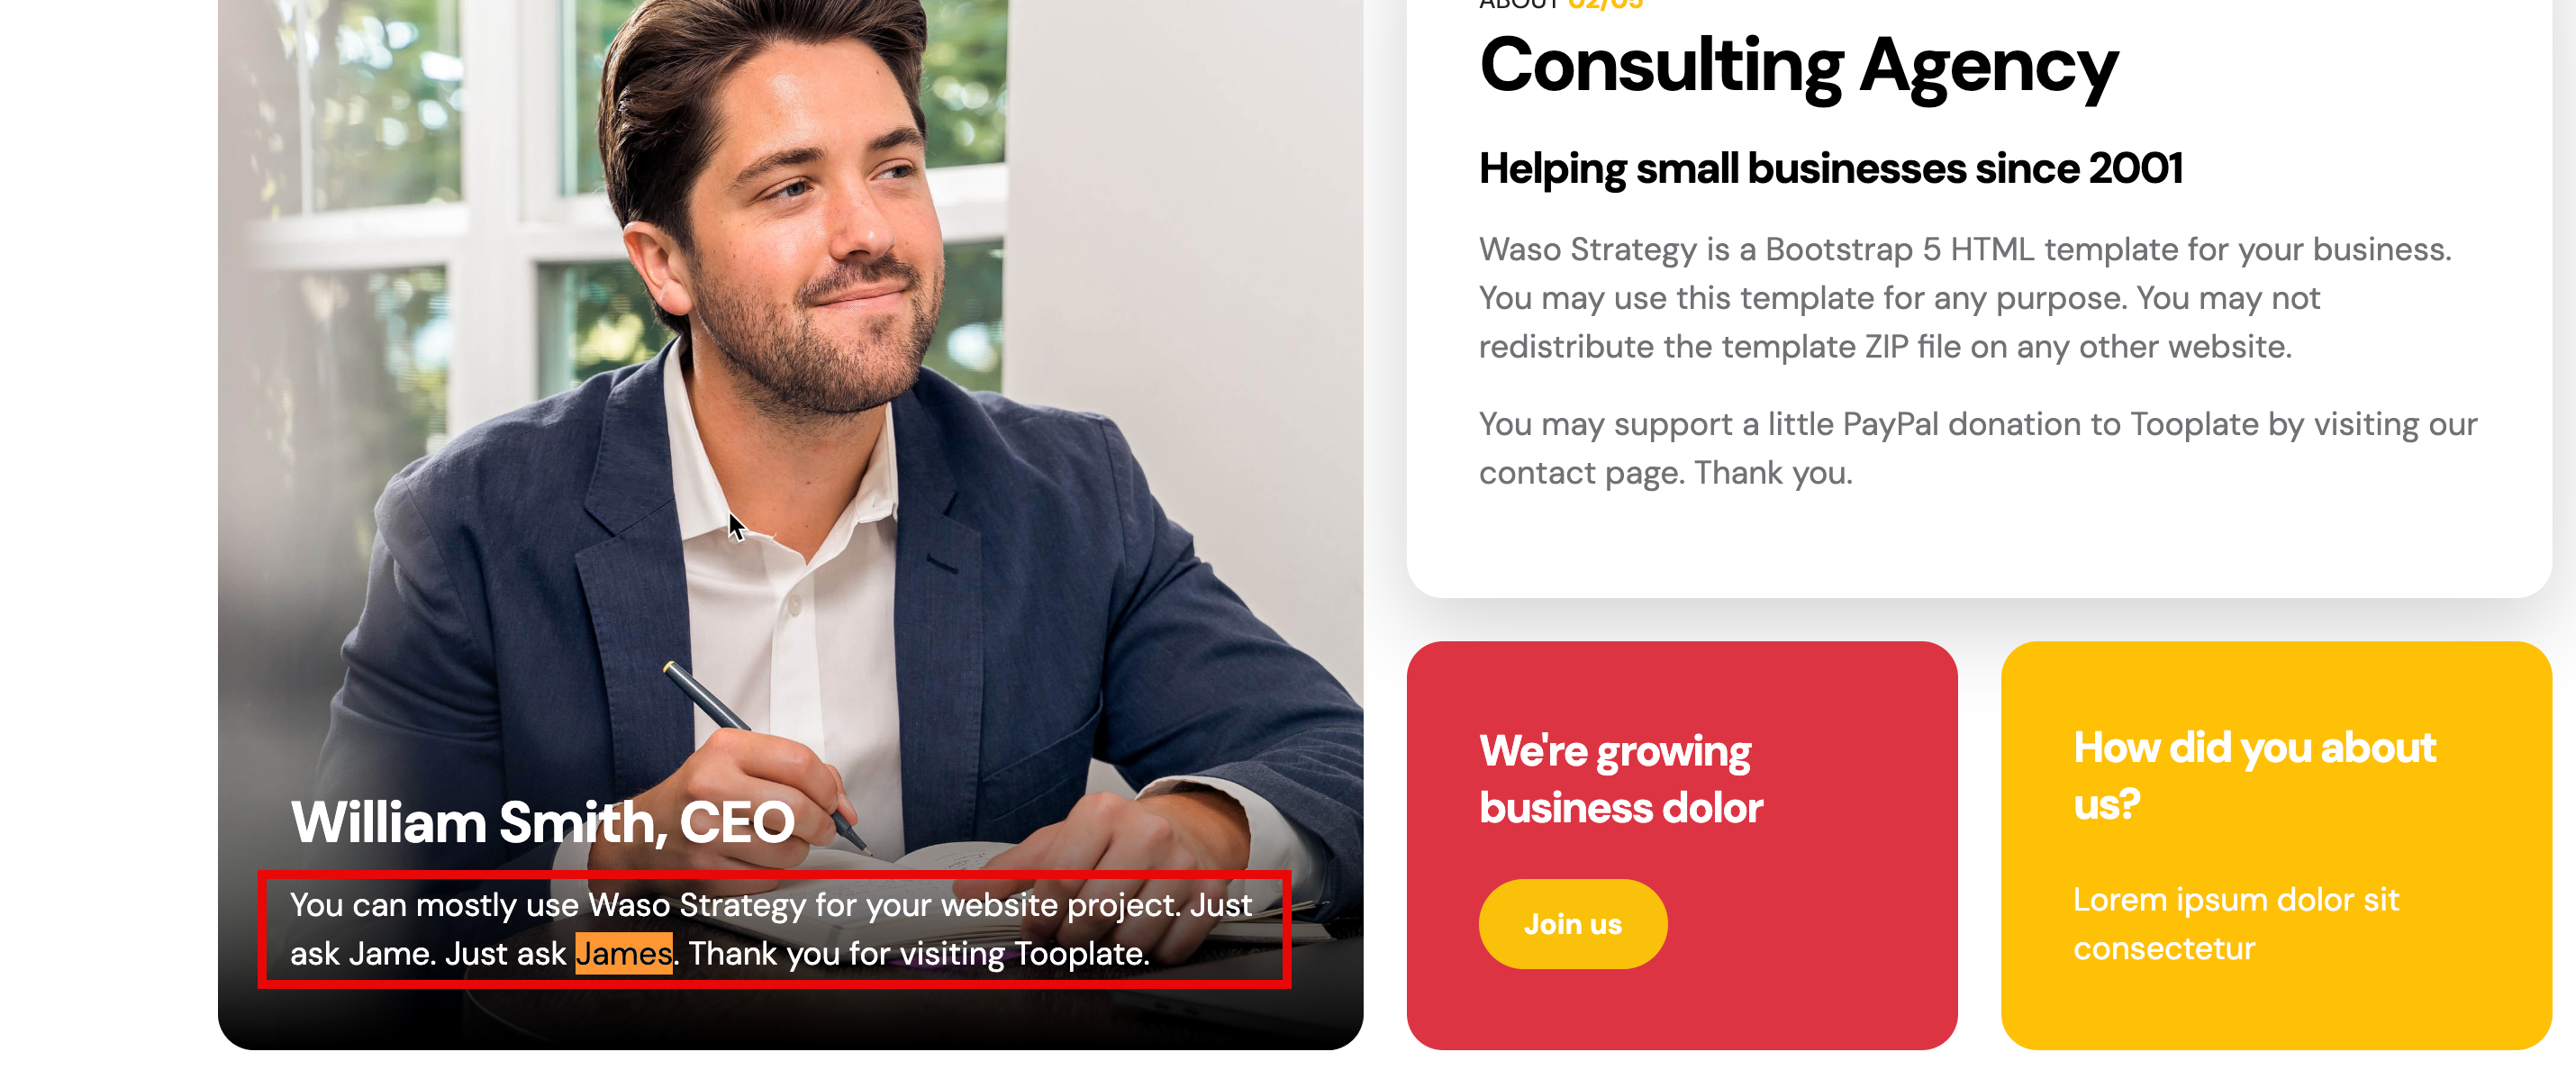 ABOUT 02/05
Consulting Agency
Helping small businesses since 2001
Waso Strategy is a Bootstrap 5 HTML template for your business.
You may use this template for any purpose. You may not
redistribute the template ZIP file on any other website.
You may support a little PayPal donation to Tooplate by visiting our
contact page. Thank you.
William Smith, CEO
You can mostly use Waso Strategy for your website project. Just
ask Jame. Just ask James. Thank you for visiting Tooplate.
We're growing
business dolor
Join us
How did you about
us?
Lorem ipsum dolor sit
consectetur